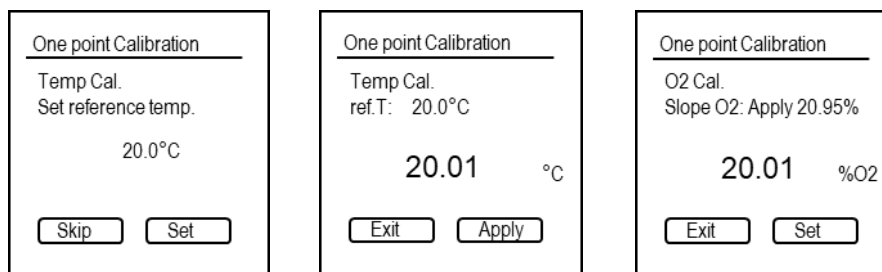 One point Calibration
Temp Cal.
Set reference temp.
20.0°C
Skip
Set
One point Calibration
Temp Cal.
ref.T: 20.0°C
20.01 °C
Exit
Apply
One point Calibration
O2 Cal.
Slope O2: Apply 20.95%
20.01 %O2
Exit
Set